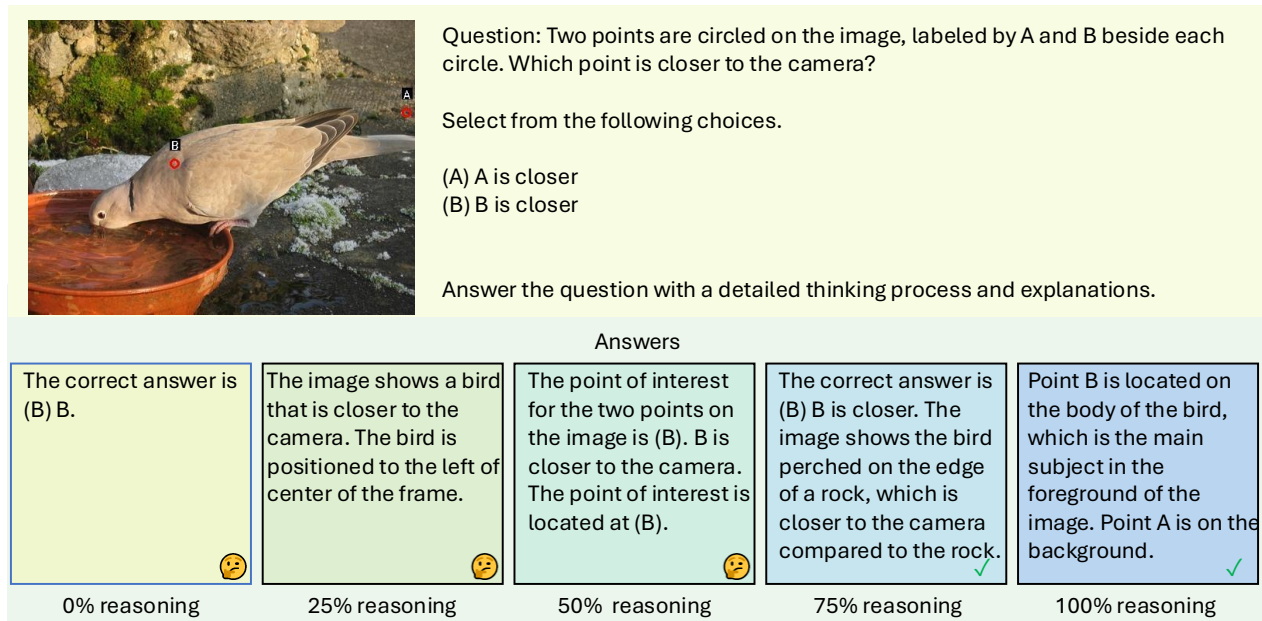 A
B
Question: Two points are circled on the image, labeled by A and B beside each
circle. Which point is closer to the camera?
Select from the following choices.
(A) A is closer
(B) B is closer
Answer the question with a detailed thinking process and explanations.
Answers
The correct answer is
(B) B.
The image shows a bird
that is closer to the
camera. The bird is
positioned to the left of
center of the frame.
The point of interest
for the two points on
the image is (B). B is
closer to the camera.
The point of interest is
located at (B).
The correct answer is
(B) B is closer. The
image shows the bird
perched on the edge
of a rock, which is
closer to the camera
compared to the rock.
Point B is located on
the body of the bird,
which is the main
subject in the
foreground of the
image. Point A is on the
background.
0% reasoning
25% reasoning
50% reasoning
75% reasoning
100% reasoning